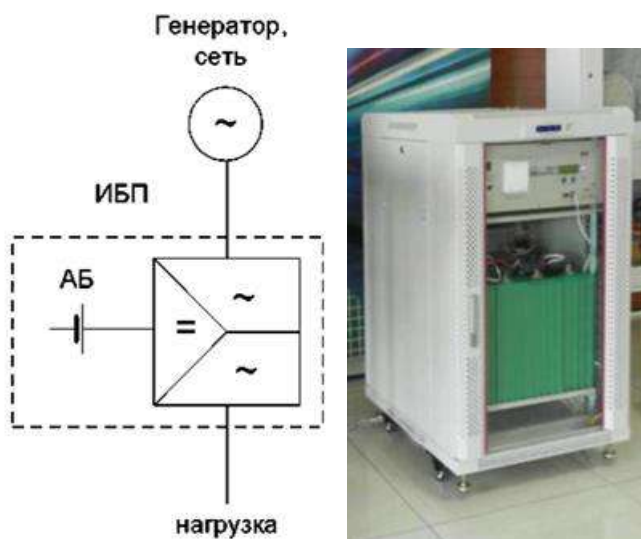 Генератор,
сеть
~
ИБП
АБ
~
=
~
нагрузка